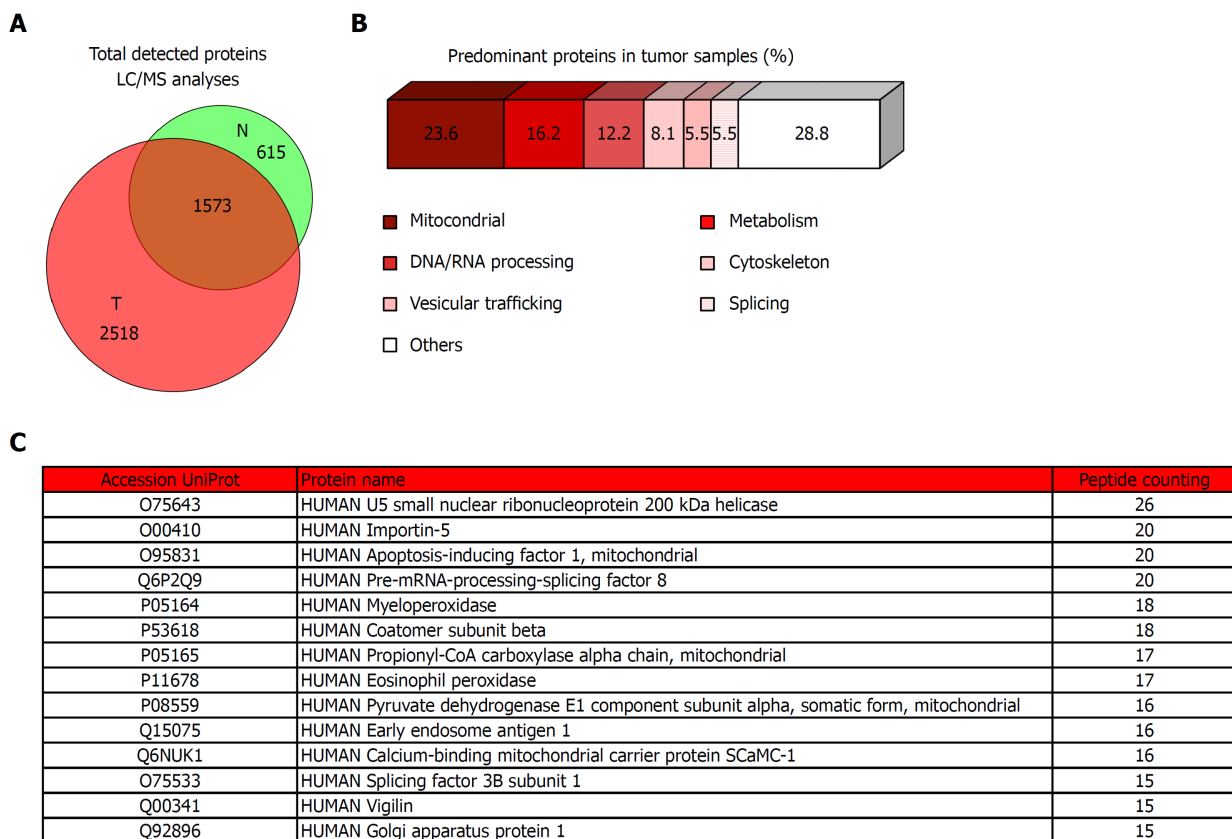 A
Total detected proteins
LC/MS analyses
N
615
1573
T
2518
B
Predominant proteins in tumor samples (%)
23.6 16.2 12.2 8.1 5.5 5.5 28.8
Mitocondrial Metabolism
DNA/RNA processing Cytoskeleton
Vesicular trafficking Splicing
Others
C
Accession UniProt Protein name Peptide counting
O75643 HUMAN U5 small nuclear ribonucleoprotein 200 kDa helicase 26
O00410 HUMAN Importin-5 20
O95831 HUMAN Apoptosis-inducing factor 1, mitochondrial 20
Q6P2Q9 HUMAN Pre-mRNA-processing-splicing factor 8 20
P05164 HUMAN Myeloperoxidase 18
P53618 HUMAN Coatomer subunit beta 18
P05165 HUMAN Propionyl-CoA carboxylase alpha chain, mitochondrial 17
P11678 HUMAN Eosinophil peroxidase 17
P08559 HUMAN Pyruvate dehydrogenase E1 component subunit alpha, somatic form, mitochondrial 16
Q15075 HUMAN Early endosome antigen 1 16
Q6NUK1 HUMAN Calcium-binding mitochondrial carrier protein SCaMC-1 16
O75533 HUMAN Splicing factor 3B subunit 1 15
Q00341 HUMAN Vigilin 15
Q92896 HUMAN Golgi apparatus protein 1 15